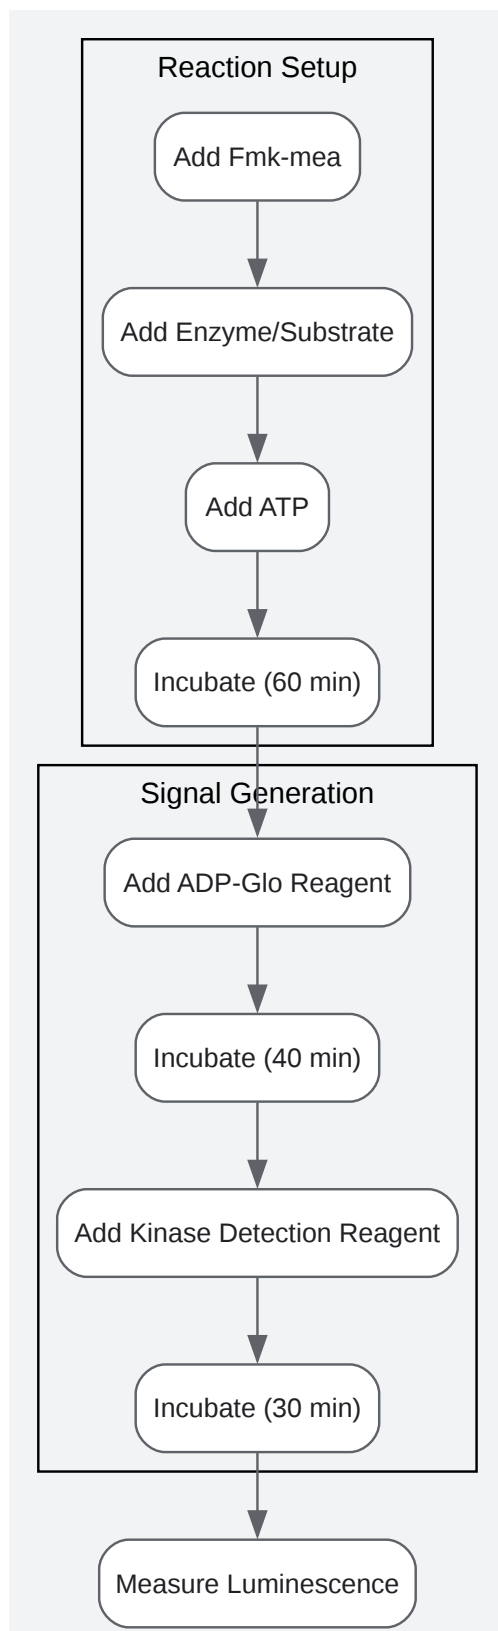 Reaction Setup
Add Fmk-mea
Add Enzyme/Substrate
Add ATP
Incubate (60 min)
Signal Generation
Add ADP-Glo Reagent
Incubate (40 min)
Add Kinase Detection Reagent
Incubate (30 min)
Measure Luminescence